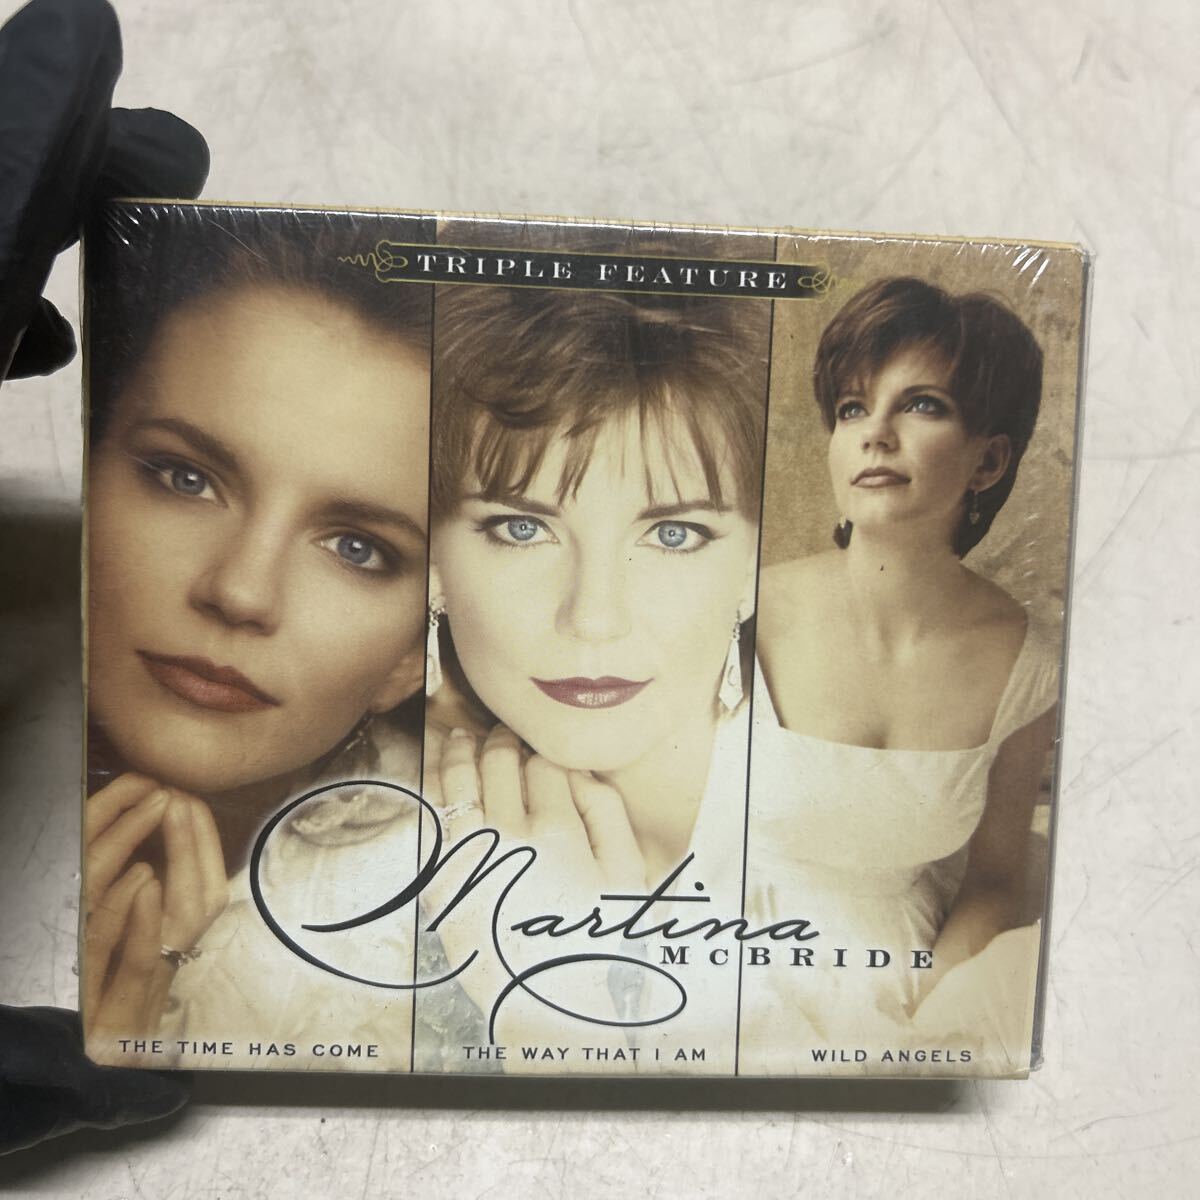 TRIPLE FEATURE
Martina
MCBRIDE
THE TIME HAS COME
THE WAY THAT I AM
WILD ANGELS